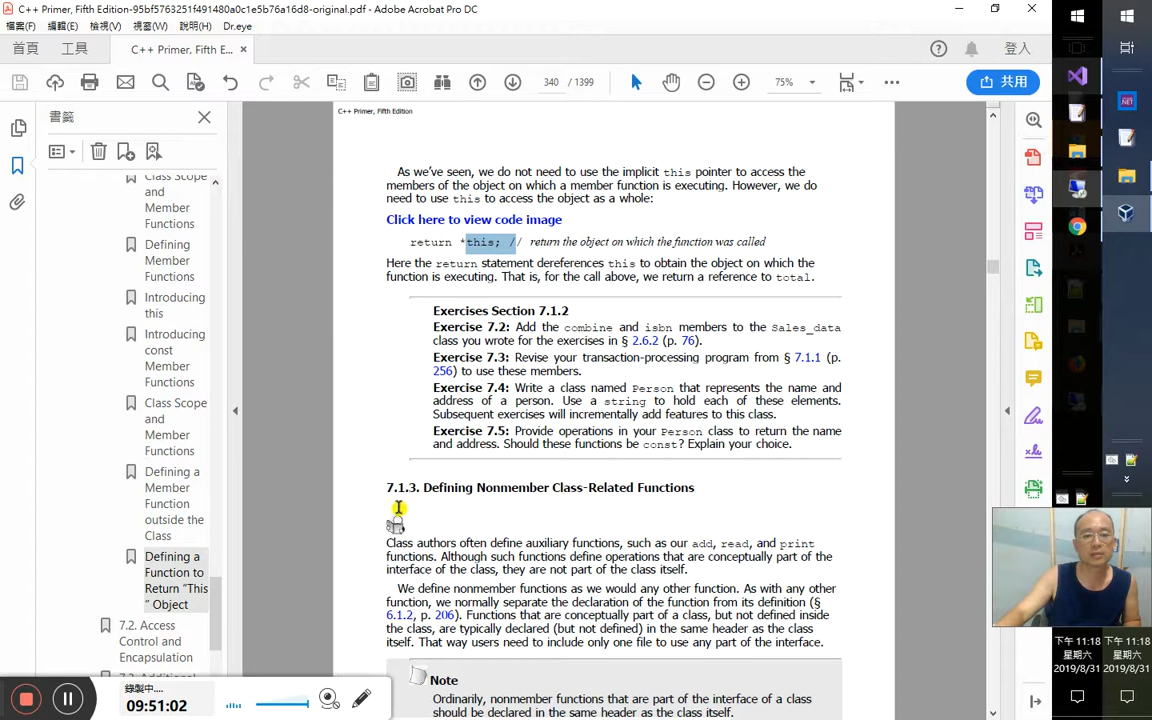 C++ Primer, Fifth Edition-95bf5763251f491480a0c1e5b76a16d8-original.pdf - Adobe Acrobat Pro DC
檔案(F) 編輯(E) 檢視(V) 視窗(W) 說明(H) Dr.eye
首頁 工具 C++ Primer, Fifth E... × 登入
340 / 1399 75% 共用
書籤
Class Scope
and
Member
Functions
Defining
Member
Functions
Introducing
this
Introducing
const
Member
Functions
Class Scope
and
Member
Functions
Defining a
Member
Function
outside the
Class
Defining a
Function to
Return "This
" Object
7.2. Access
Control and
Encapsulation
C++ Primer, Fifth Edition
As we've seen, we do not need to use the implicit this pointer to access the
members of the object on which a member function is executing. However, we do
need to use this to access the object as a whole:
Click here to view code image
return *this; // return the object on which the function was called
Here the return statement dereferences this to obtain the object on which the
function is executing. That is, for the call above, we return a reference to total.
Exercises Section 7.1.2
Exercise 7.2: Add the combine and isbn members to the Sales_data
class you wrote for the exercises in § 2.6.2 (p. 76).
Exercise 7.3: Revise your transaction-processing program from § 7.1.1 (p.
256) to use these members.
Exercise 7.4: Write a class named Person that represents the name and
address of a person. Use a string to hold each of these elements.
Subsequent exercises will incrementally add features to this class.
Exercise 7.5: Provide operations in your Person class to return the name
and address. Should these functions be const? Explain your choice.
7.1.3. Defining Nonmember Class-Related Functions
Class authors often define auxiliary functions, such as our add, read, and print
functions. Although such functions define operations that are conceptually part of the
interface of the class, they are not part of the class itself.
We define nonmember functions as we would any other function. As with any other
function, we normally separate the declaration of the function from its definition (§
6.1.2, p. 206). Functions that are conceptually part of a class, but not defined inside
the class, are typically declared (but not defined) in the same header as the class
itself. That way users need to include only one file to use any part of the interface.
Note
Ordinarily, nonmember functions that are part of the interface of a class
should be declared in the same header as the class itself.
錄製中...
09:51:02
.NET
下午 11:18 下午 11:18
星期六 星期六
2019/8/31 2019/8/31